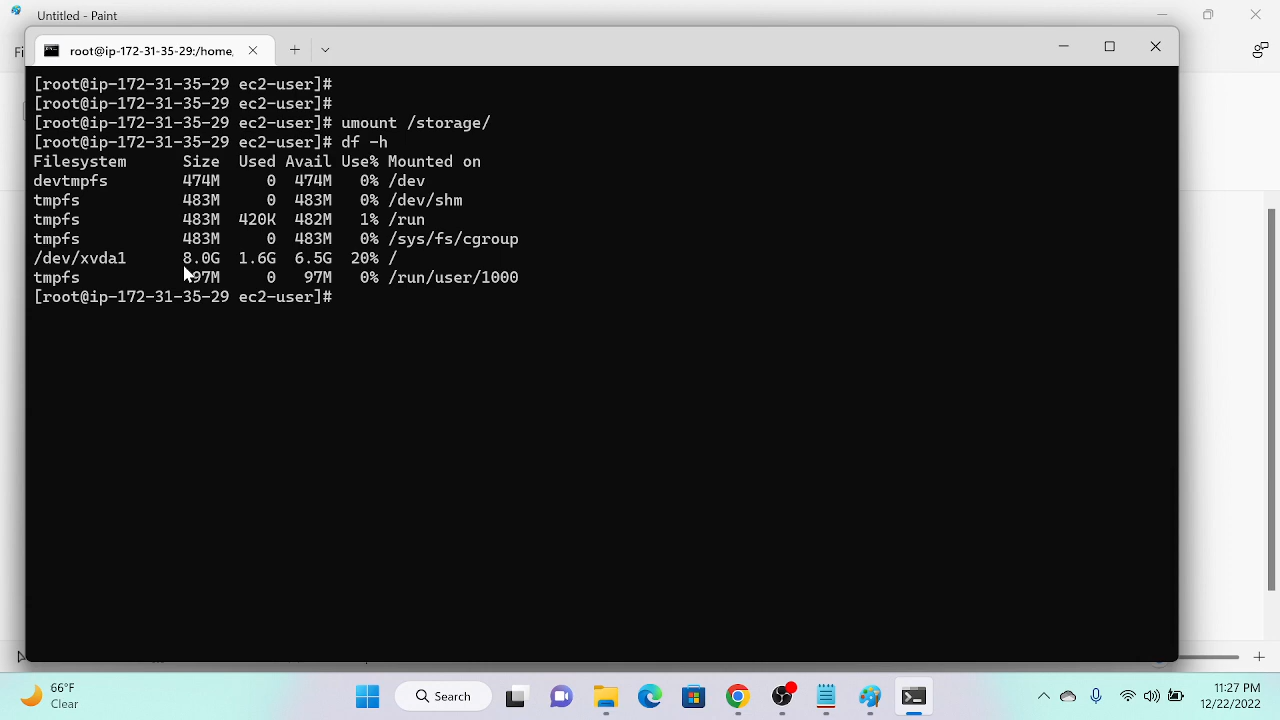 Untitled - Paint
root@ip-172-31-35-29:/home,
[root@ip-172-31-35-29 ec2-user]#
[root@ip-172-31-35-29 ec2-user]#
[root@ip-172-31-35-29 ec2-user]# umount /storage/
[root@ip-172-31-35-29 ec2-user]# df -h
Filesystem Size Used Avail Use% Mounted on
devtmpfs 474M 0 474M 0% /dev
tmpfs 483M 0 483M 0% /dev/shm
tmpfs 483M 420K 482M 1% /run
tmpfs 483M 0 483M 0% /sys/fs/cgroup
/dev/xvda1 8.0G 1.6G 6.5G 20% /
tmpfs 97M 0 97M 0% /run/user/1000
[root@ip-172-31-35-29 ec2-user]#
66°F
Clear
Search
11:27 PM
12/22/2022